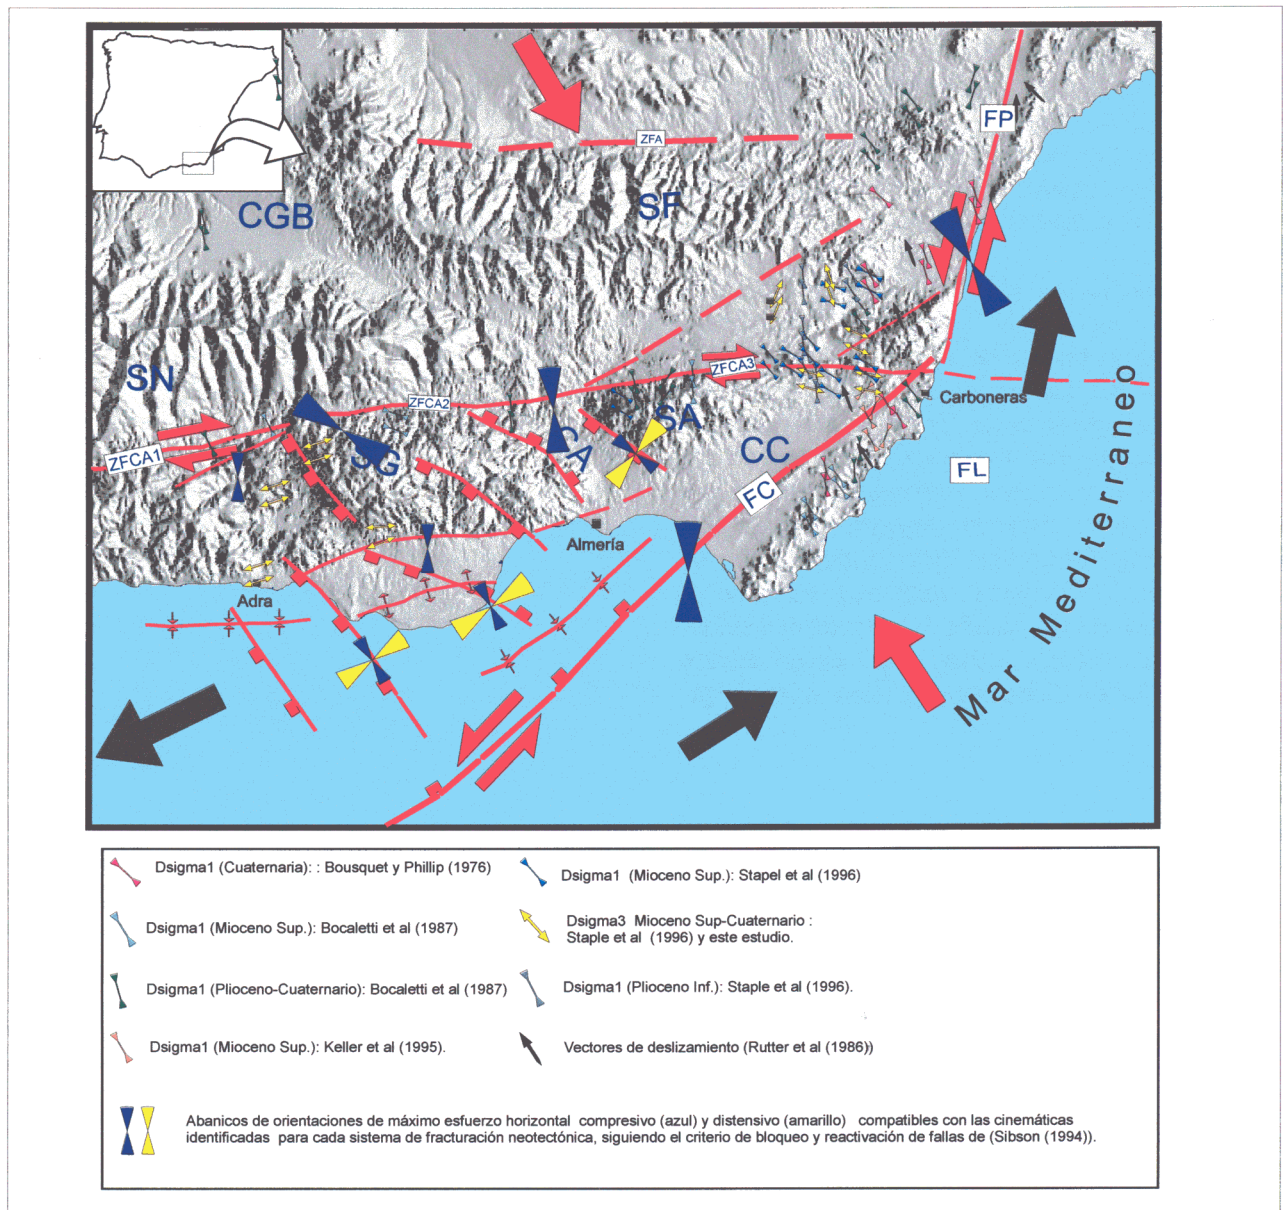 ZFA
FP
CGB
SF
SN
ZFCA3
ZFCA2
Carboneras
SA
CA
SG
CC
ZFCA1
FL
FC
Almería
Adra
Mar Mediterraneo
Dsigma1 (Cuaternaria): : Bousquet y Phillip (1976)
Dsigma1 (Mioceno Sup.): Stapel et al (1996)
Dsigma1 (Mioceno Sup.): Bocaletti et al (1987)
Dsigma3 Mioceno Sup-Cuaternario :
Staple et al (1996) y este estudio.
Dsigma1 (Plioceno-Cuaternario): Bocaletti et al (1987)
Dsigma1 (Plioceno Inf.): Staple et al (1996).
Dsigma1 (Mioceno Sup.): Keller et al (1995).
Vectores de deslizamiento (Rutter et al (1986))
Abanicos de orientaciones de máximo esfuerzo horizontal compresivo (azul) y distensivo (amarillo) compatibles con las cinemáticas
identificadas para cada sistema de fracturación neotectónica, siguiendo el criterio de bloqueo y reactivación de fallas de (Sibson (1994)).